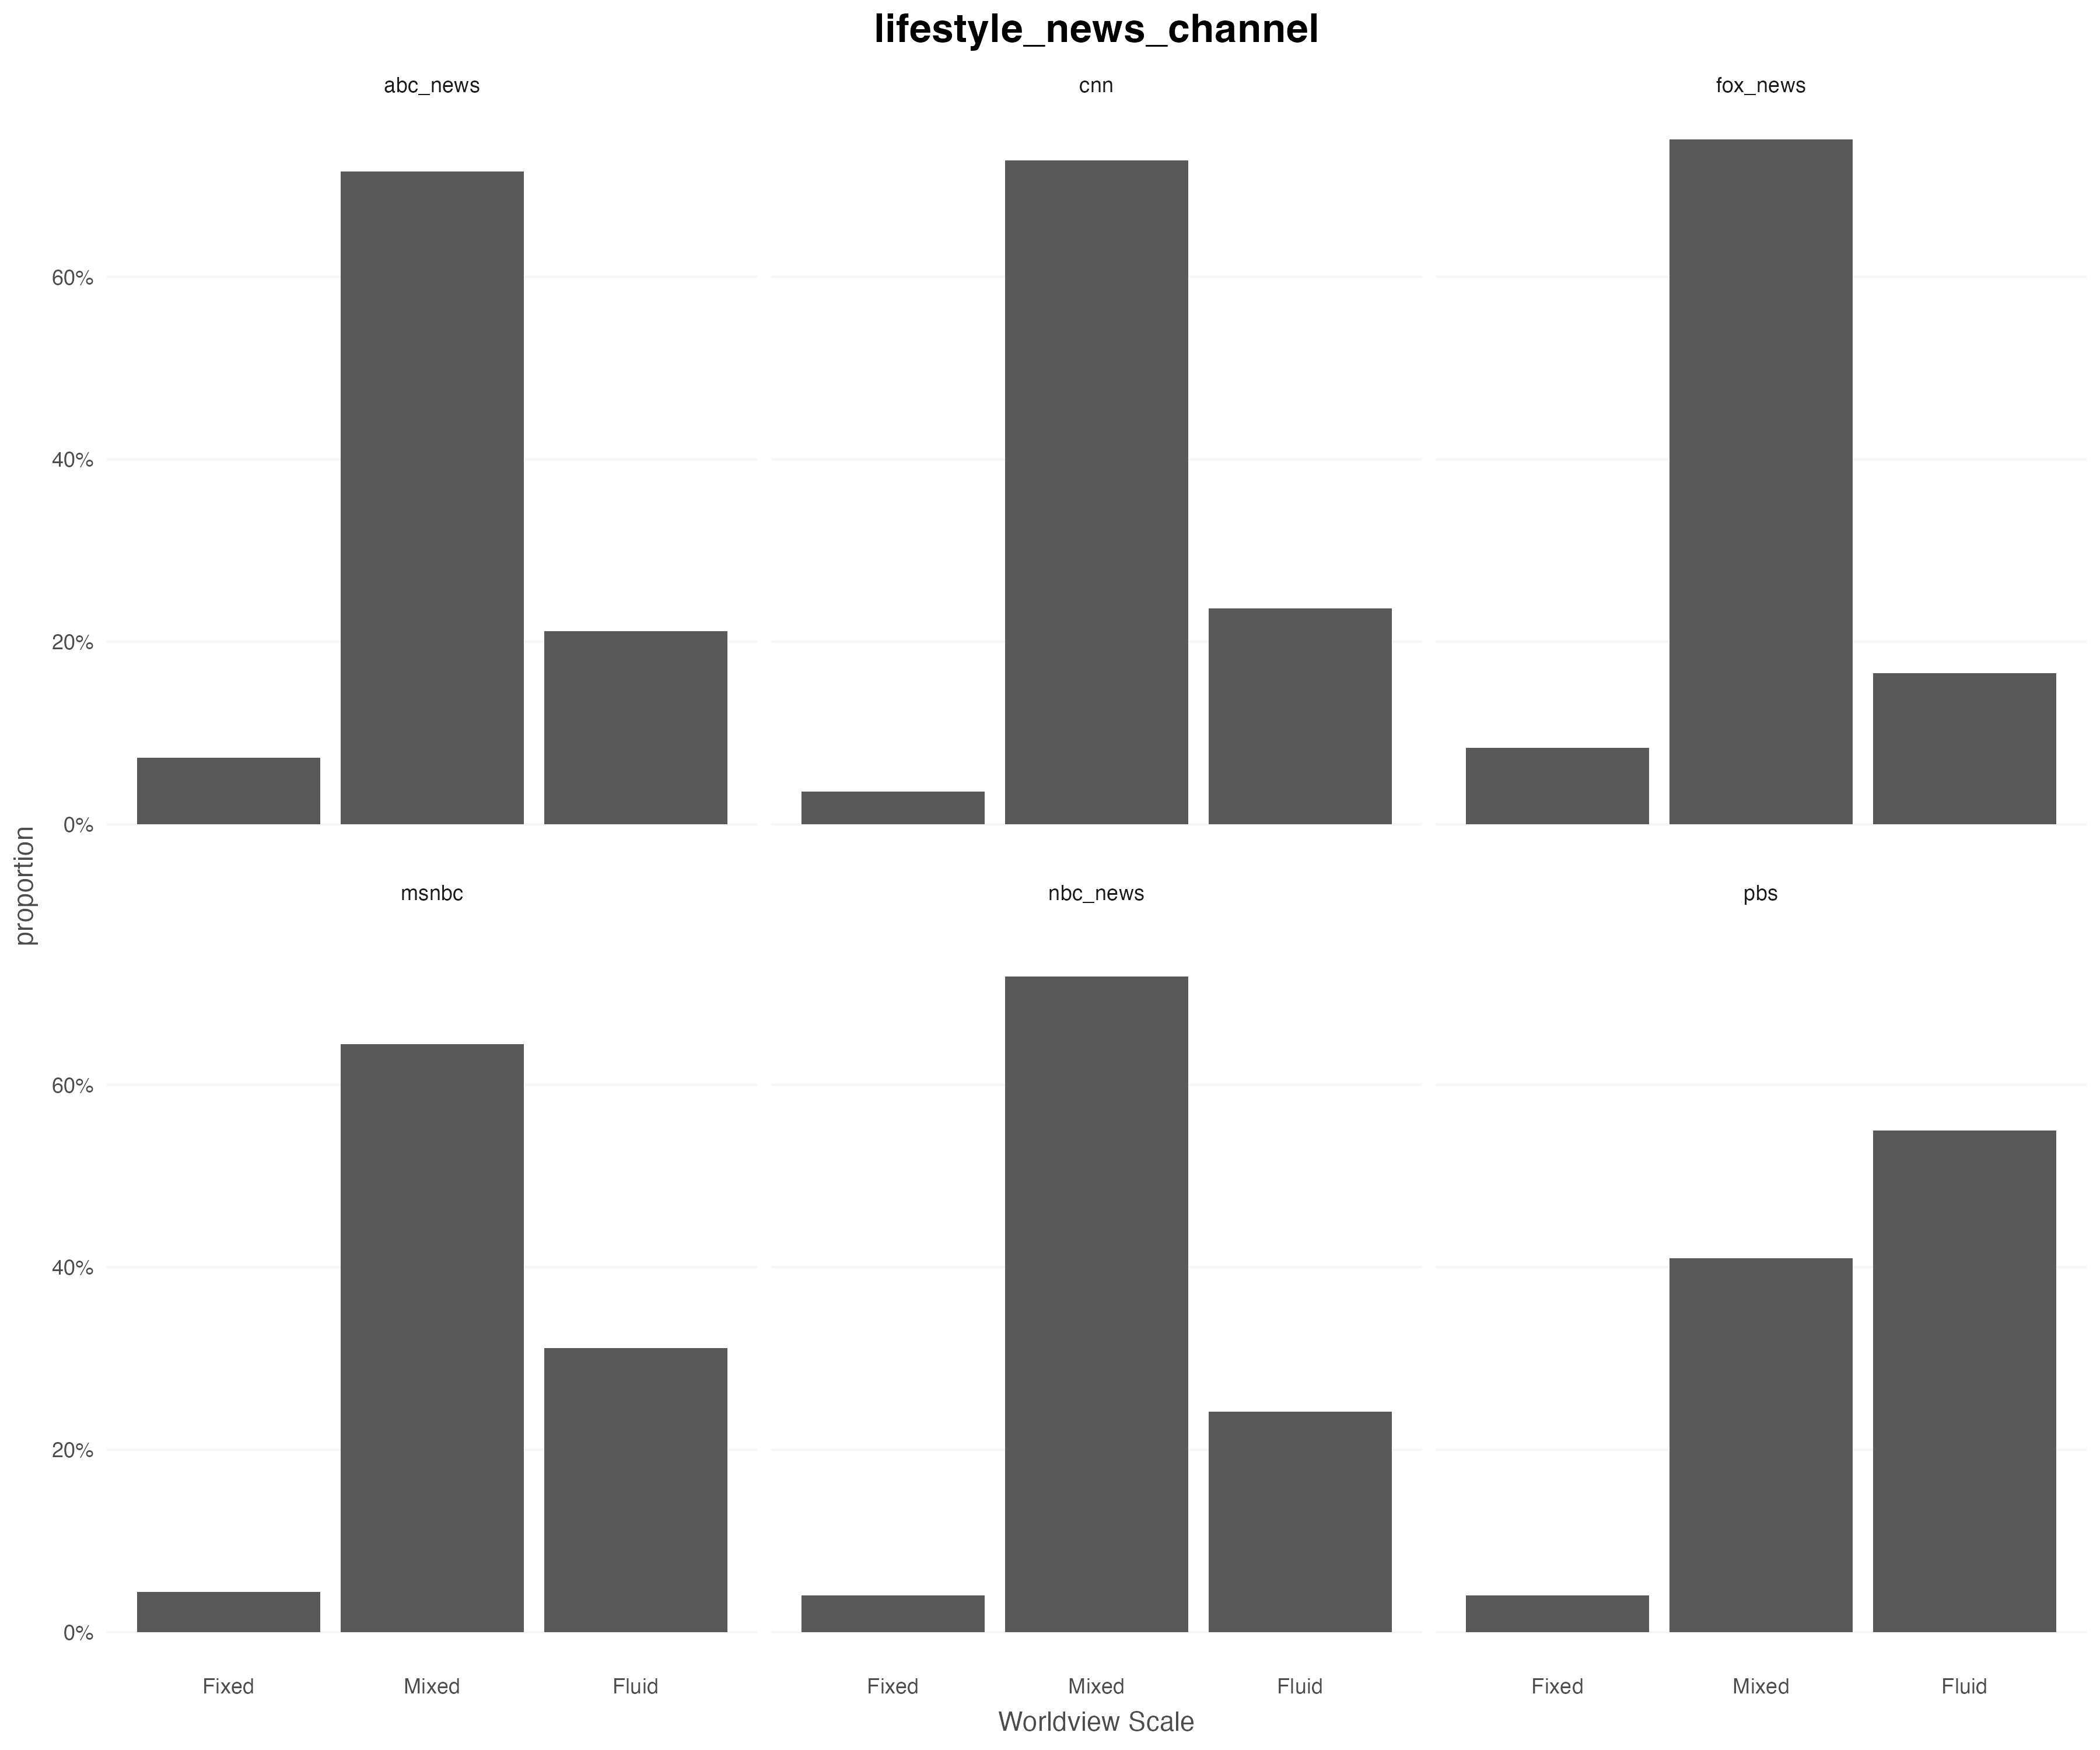 lifestyle_news_channel
abc_news
cnn
fox_news
60%
40%
20%
0%
proportion
msnbc
nbc_news
pbs
60%
40%
20%
0%
Fixed Mixed Fluid
Fixed Mixed Fluid
Fixed Mixed Fluid
Worldview Scale